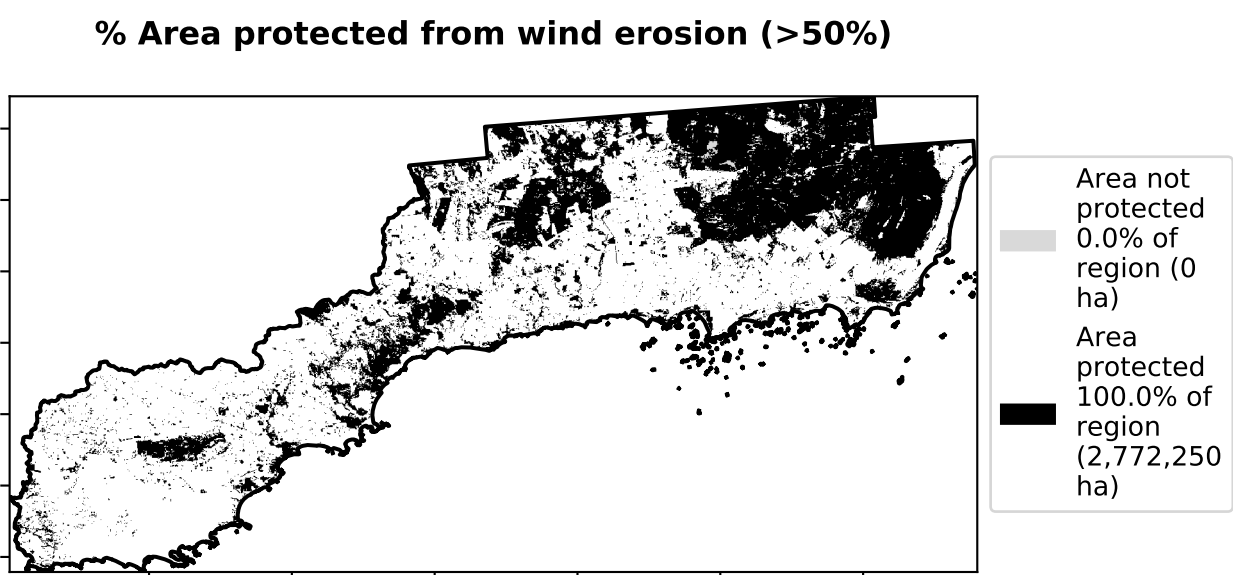 % Area protected from wind erosion (>50%)
Area not
protected
0.0% of
region (0
ha)
Area
protected
100.0% of
region
(2,772,250
ha)